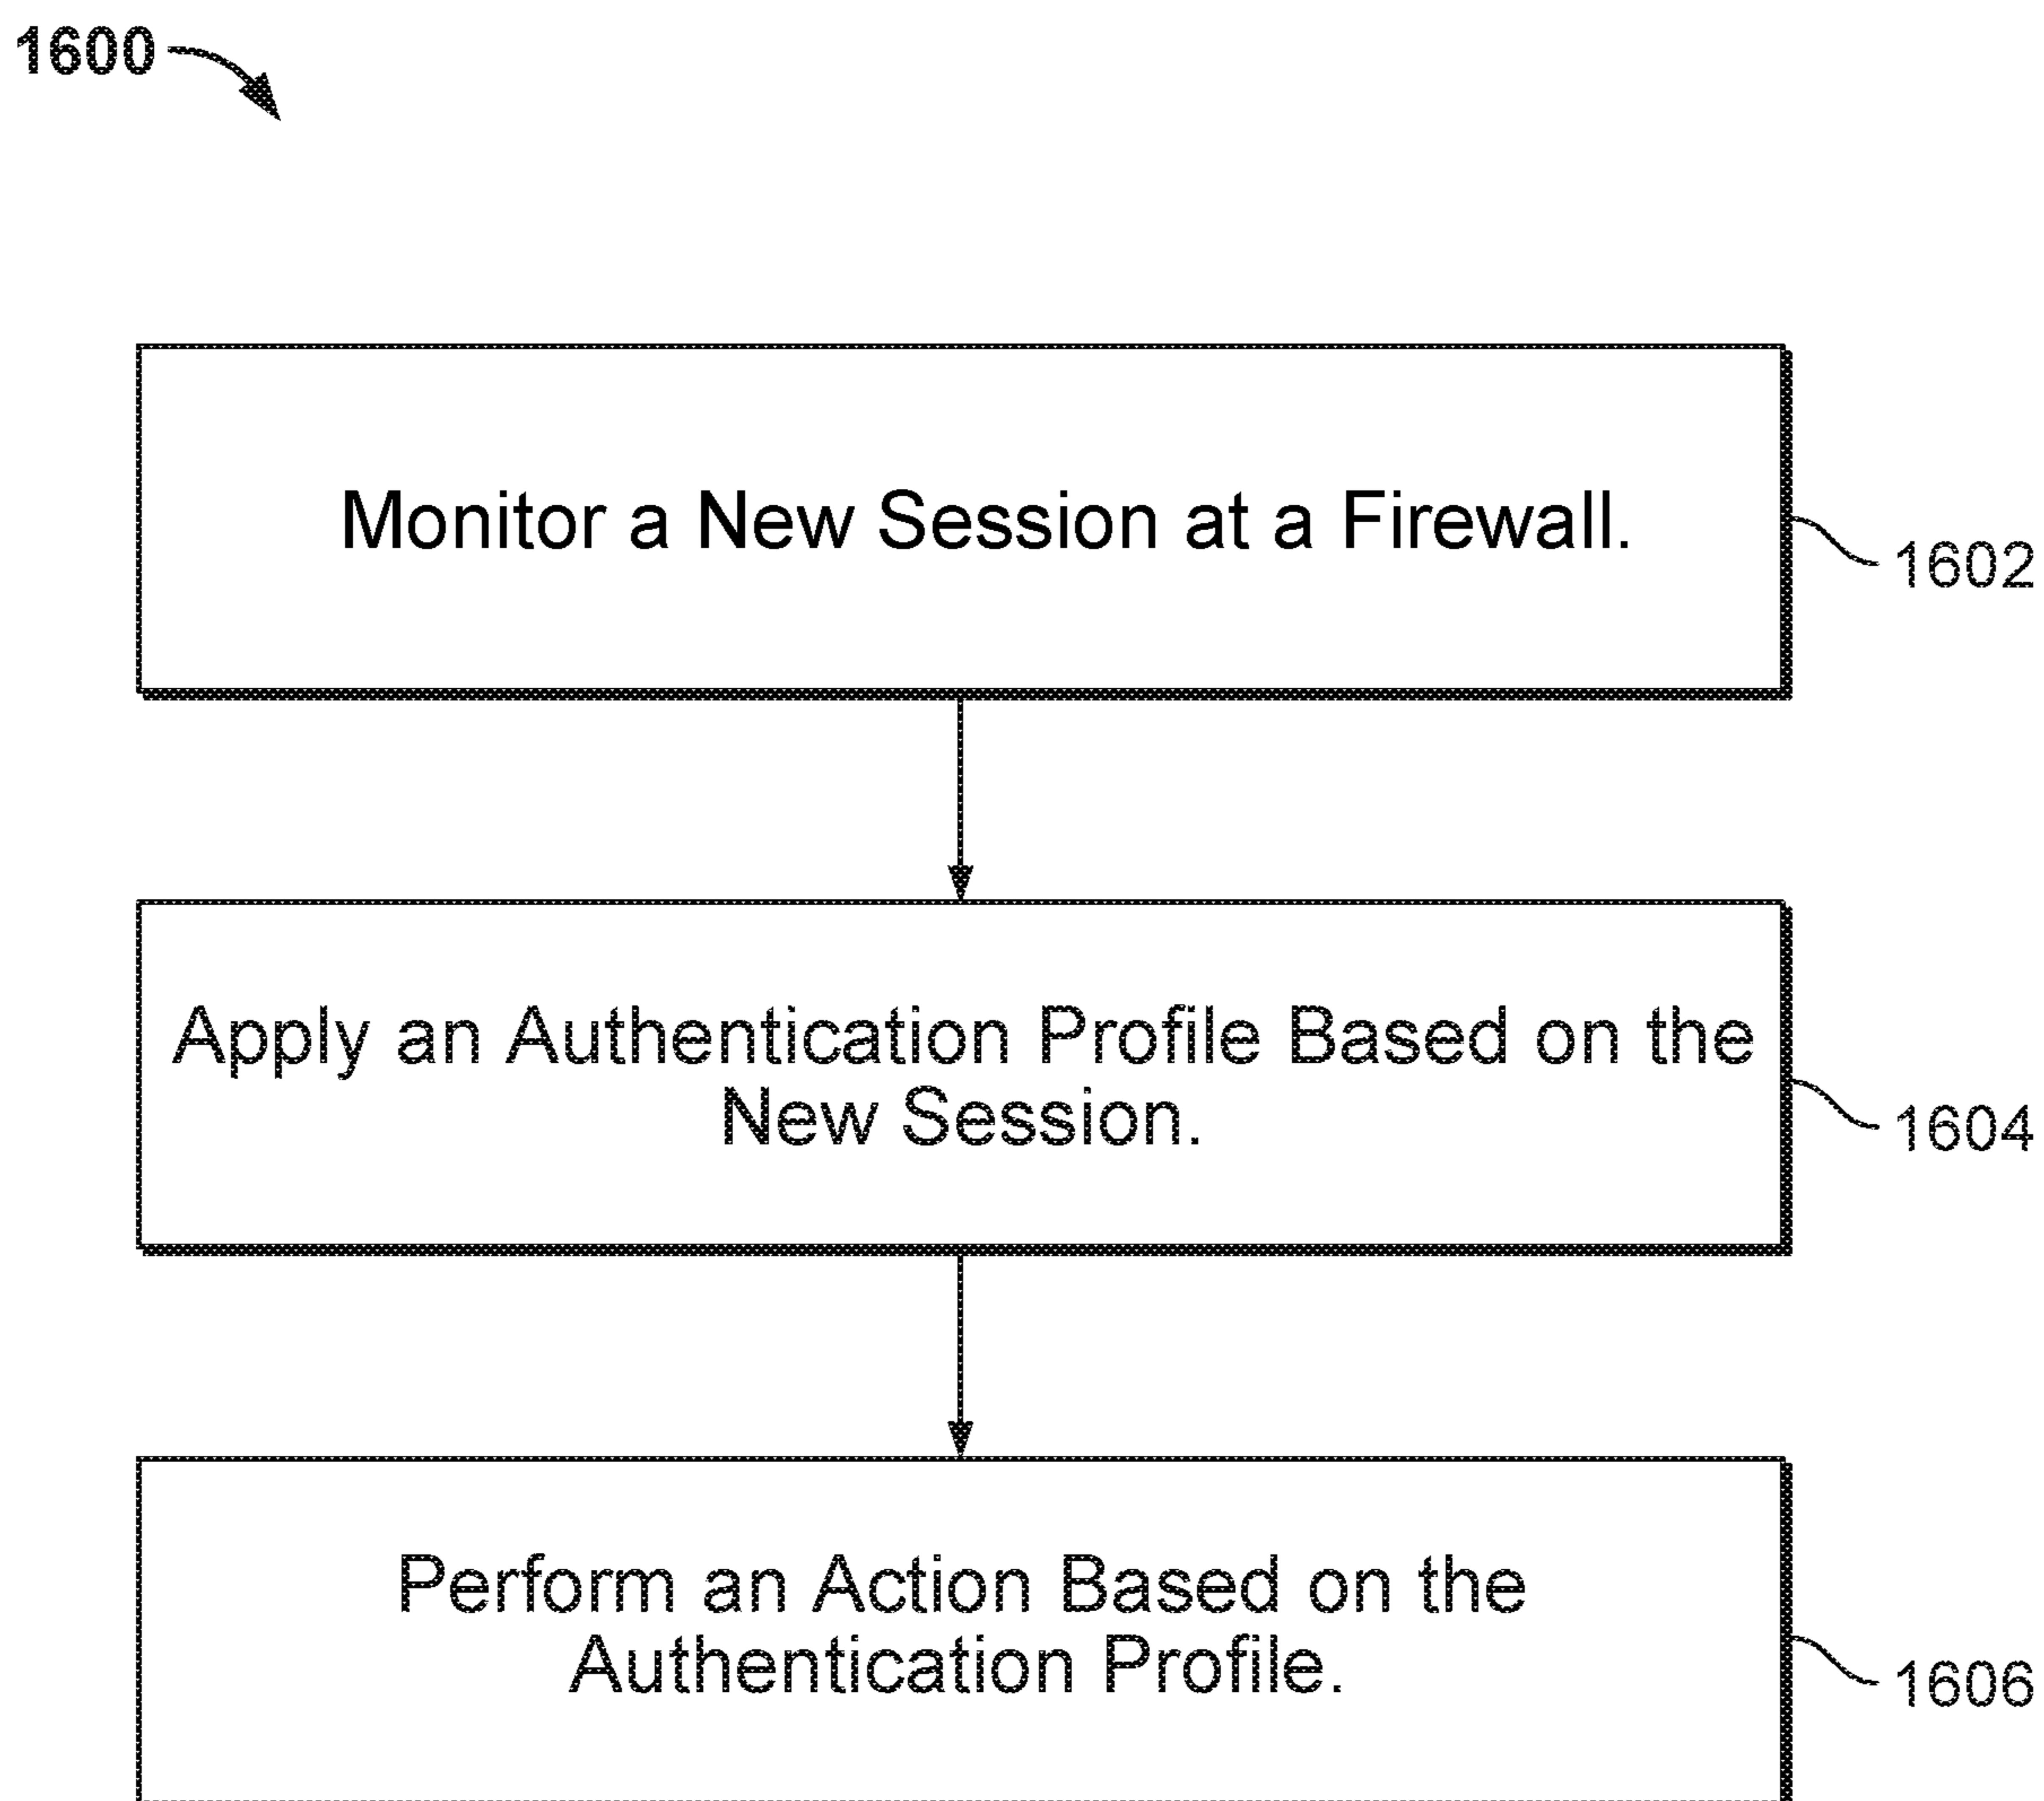 1600
Monitor a New Session at a Firewall.
1602
Apply an Authentication Profile Based on the
New Session.
1604
Perform an Action Based on the
Authentication Profile.
1606